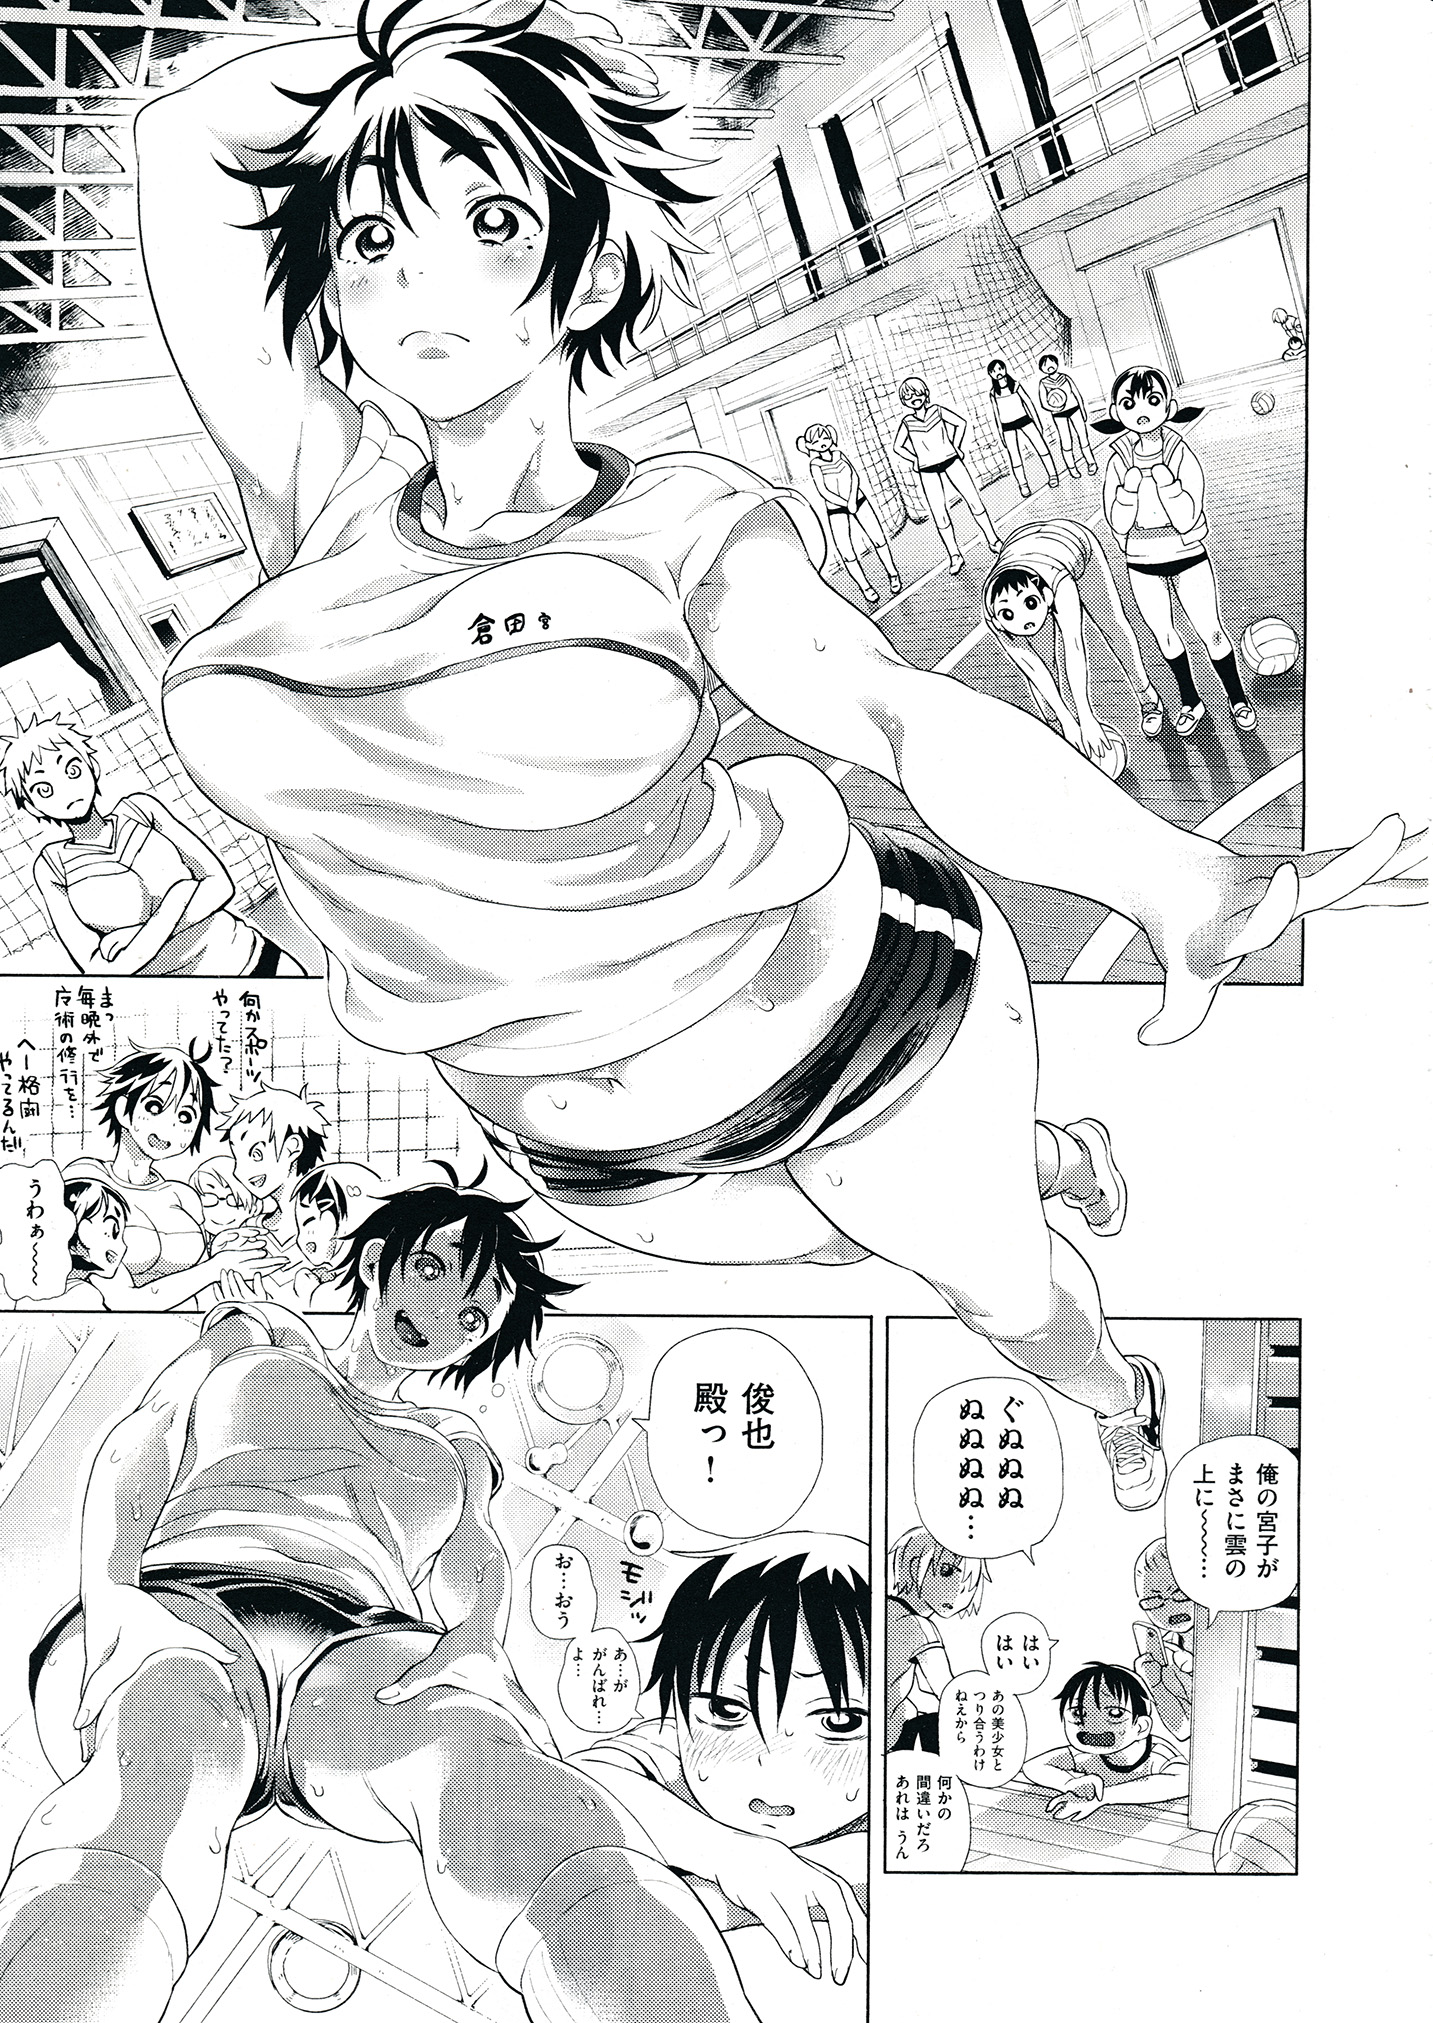 倉田宮
何かスポーツ
やってた?
まっ
毎晩外で
忍術の修行を…
へー格闘
やってるんだ!
うわぁ〜〜〜
俺の宮子が
まさに雲の
上に〜〜〜…
ぐぬぬぬ
ぬぬぬぬ…
はい
はい
あの美少女と
つり合うわけ
ねえから
何かの
間違いだろ
あれは うん
俊也
殿っ!
モジッ
お…おう
あ…が
がんばれ…
よ…